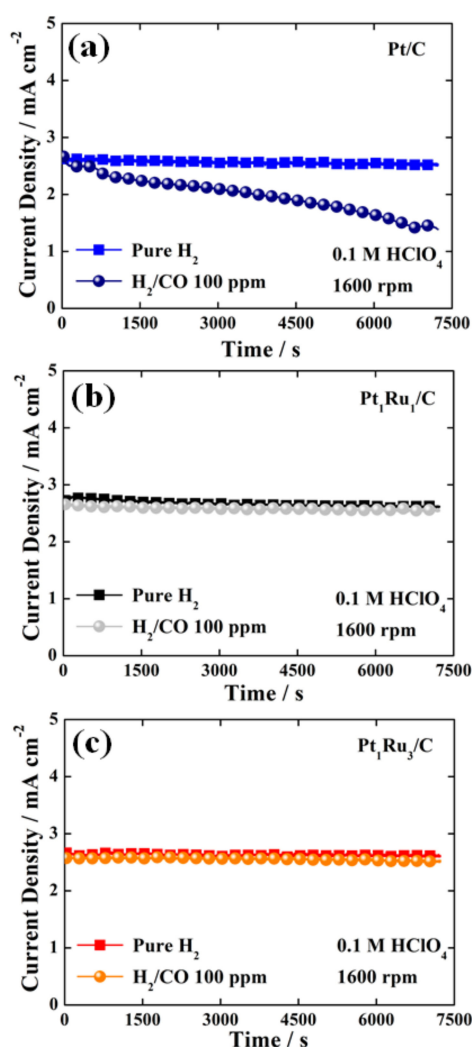 (a)
Pt/C
Current Density / mA cm⁻²
5
4
3
2
1
0
Pure H₂
0.1 M HClO₄
H₂/CO 100 ppm
1600 rpm
0 1500 3000 4500 6000 7500
Time / s
(b)
Pt₁Ru₁/C
Current Density / mA cm⁻²
5
4
3
2
1
0
Pure H₂
0.1 M HClO₄
H₂/CO 100 ppm
1600 rpm
0 1500 3000 4500 6000 7500
Time / s
(c)
Pt₁Ru₃/C
Current Density / mA cm⁻²
5
4
3
2
1
0
Pure H₂
0.1 M HClO₄
H₂/CO 100 ppm
1600 rpm
0 1500 3000 4500 6000 7500
Time / s